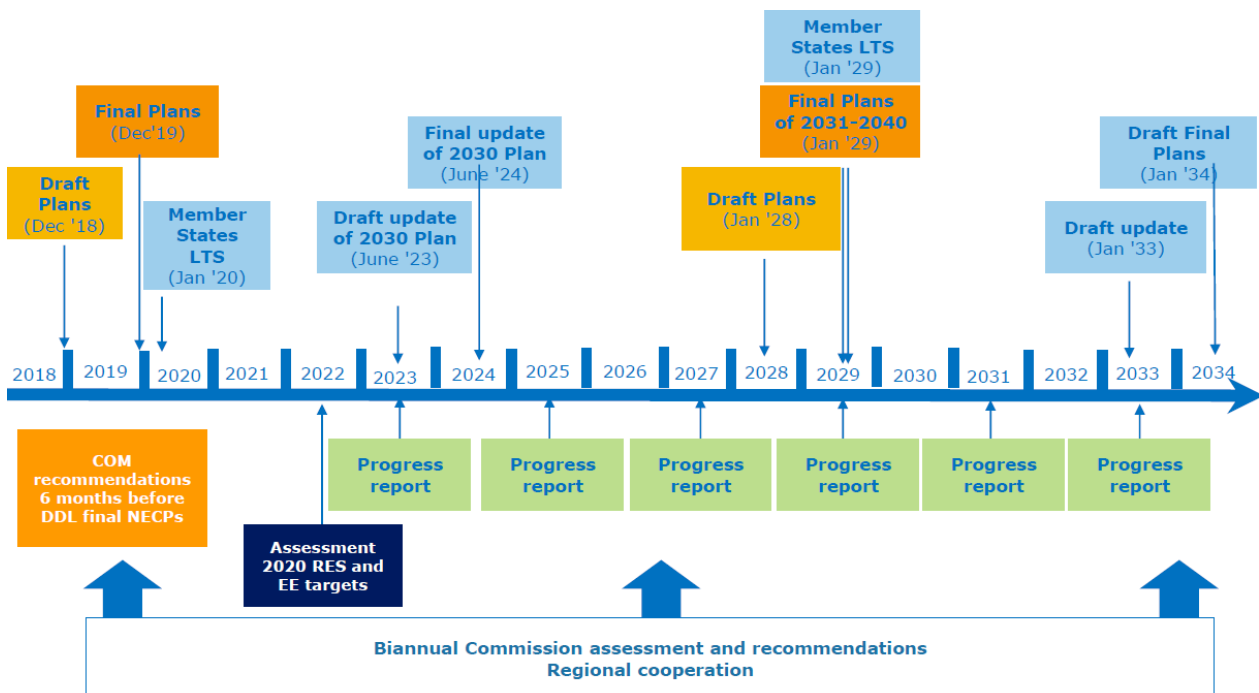 Member
States LTS
(Jan '29)
Final Plans
(Dec'19)
Final Plans
of 2031-2040
(Jan '29)
Final update
of 2030 Plan
(June '24)
Draft Final
Plans
(Jan '34)
Draft
Plans
(Dec '18)
Member
States
LTS
(Jan '20)
Draft update
of 2030 Plan
(June '23)
Draft Plans
(Jan '28)
Draft update
(Jan '33)
2018 2019 2020 2021 2022 2023 2024 2025 2026 2027 2028 2029 2030 2031 2032 2033 2034
COM
recommendations
6 months before
DDL final NECPs
Assessment
2020 RES and
EE targets
Progress
report
Progress
report
Progress
report
Progress
report
Progress
report
Progress
report
Biannual Commission assessment and recommendations
Regional cooperation